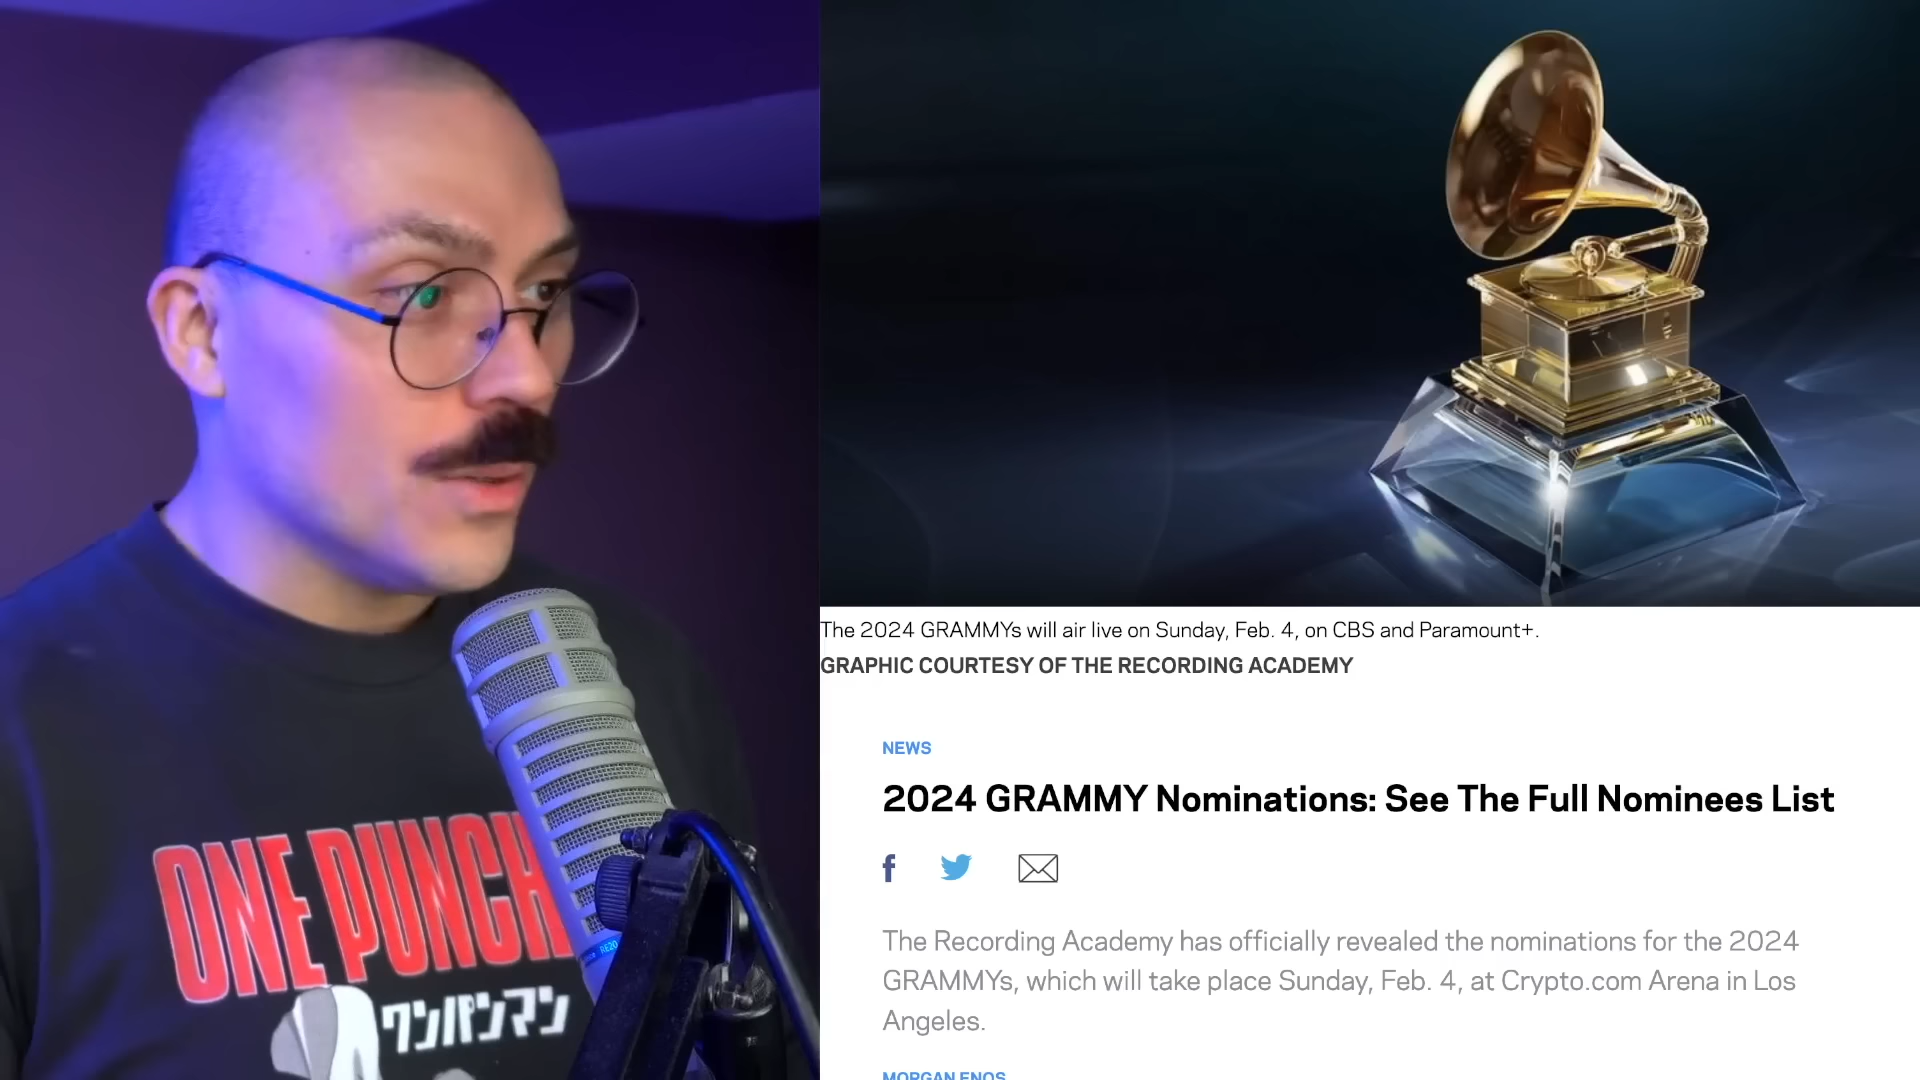 ONE PUNCH
ワンパンマン
RE20
The 2024 GRAMMYs will air live on Sunday, Feb. 4, on CBS and Paramount+.
GRAPHIC COURTESY OF THE RECORDING ACADEMY
NEWS
2024 GRAMMY Nominations: See The Full Nominees List
The Recording Academy has officially revealed the nominations for the 2024
GRAMMYs, which will take place Sunday, Feb. 4, at Crypto.com Arena in Los
Angeles.
MORGAN ENOS